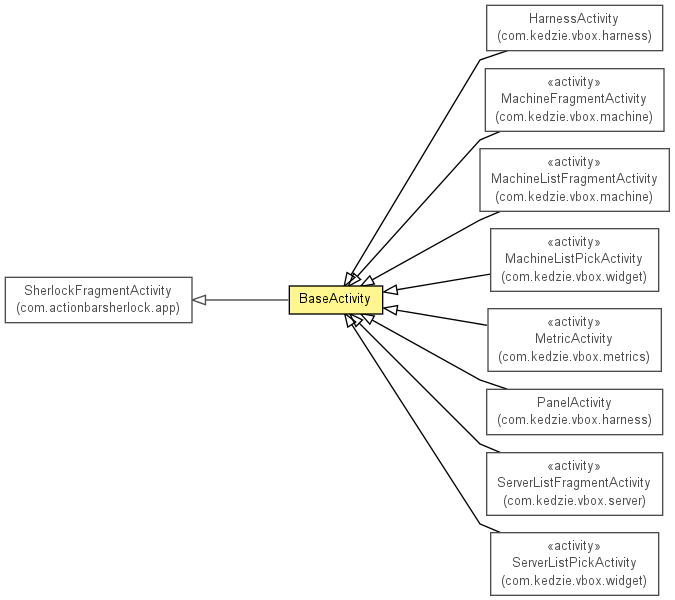 HarnessActivity
(com.kedzie.vbox.harness)
«activity»
MachineFragmentActivity
(com.kedzie.vbox.machine)
«activity»
MachineListFragmentActivity
(com.kedzie.vbox.machine)
«activity»
MachineListPickActivity
(com.kedzie.vbox.widget)
SherlockFragmentActivity
(com.actionbarsherlock.app)
BaseActivity
«activity»
MetricActivity
(com.kedzie.vbox.metrics)
PanelActivity
(com.kedzie.vbox.harness)
«activity»
ServerListFragmentActivity
(com.kedzie.vbox.server)
«activity»
ServerListPickActivity
(com.kedzie.vbox.widget)